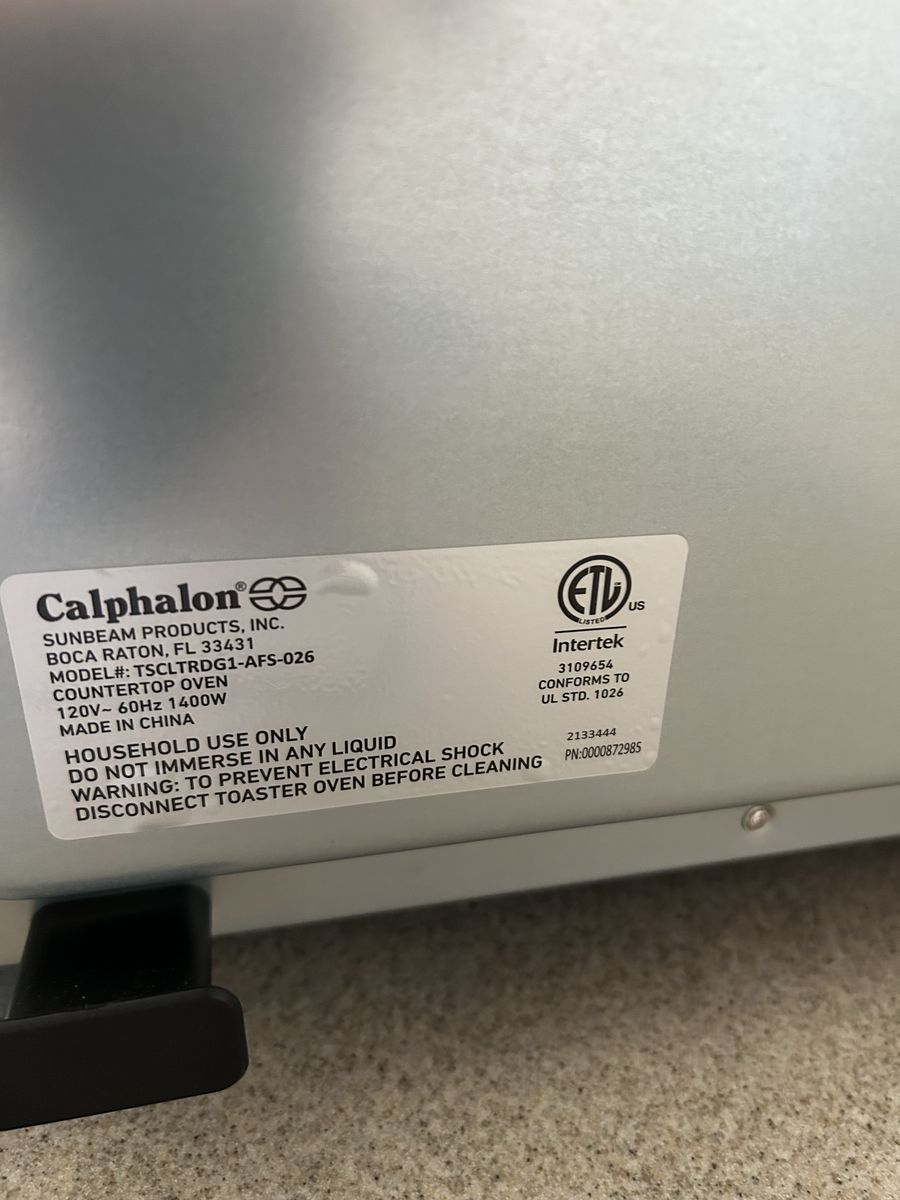 Calphalon®
SUNBEAM PRODUCTS, INC.
BOCA RATON, FL 33431
MODEL#: TSCLTRDG1-AFS-026
COUNTERTOP OVEN
120V~ 60Hz 1400W
MADE IN CHINA
HOUSEHOLD USE ONLY
DO NOT IMMERSE IN ANY LIQUID
WARNING: TO PREVENT ELECTRICAL SHOCK
DISCONNECT TOASTER OVEN BEFORE CLEANING
ETL™
LISTED
US
Intertek
3109654
CONFORMS TO
UL STD. 1026
2133444
PN:0000872985